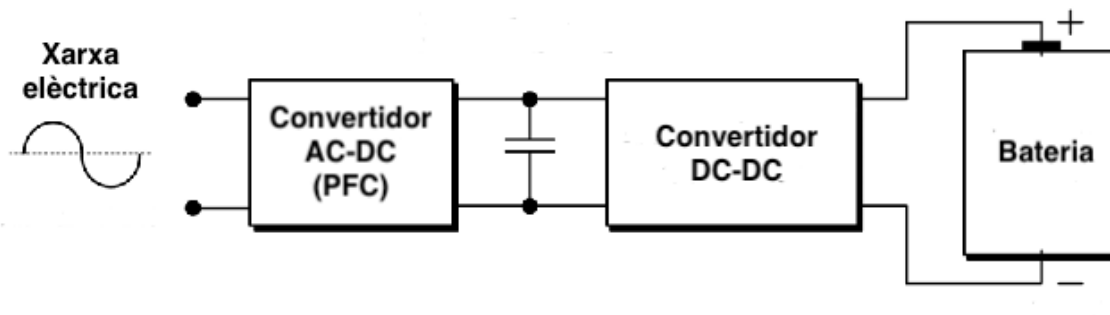 Xarxa
elèctrica
Convertidor
AC-DC
(PFC)
Convertidor
DC-DC
+
Bateria
−